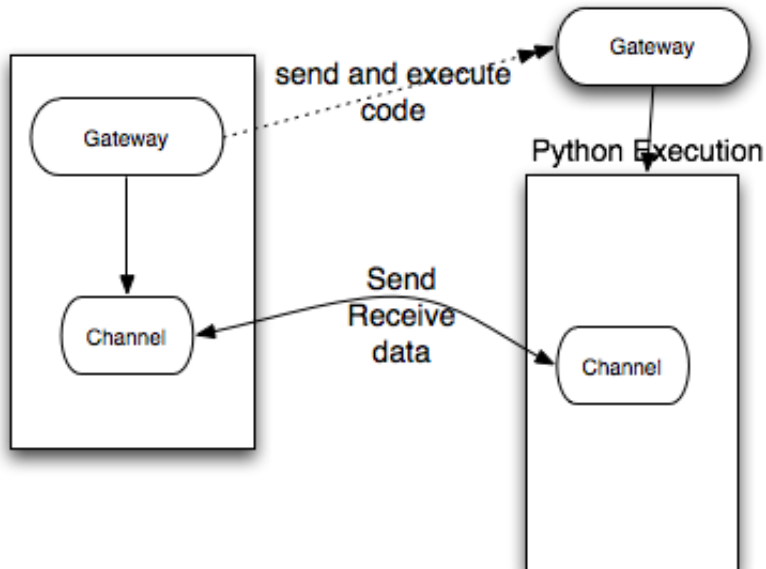 Gateway
send and execute
code
Gateway
Python Execution
Send
Receive
data
Channel
Channel